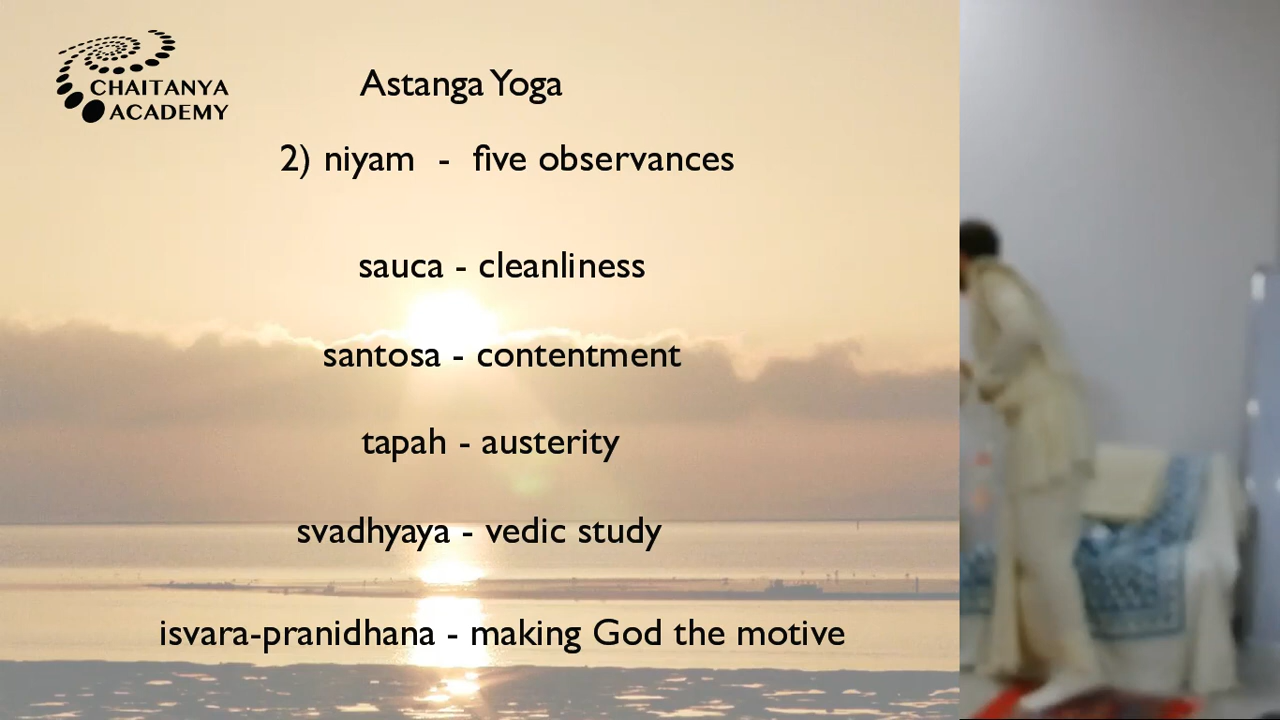 CHAITANYA
ACADEMY
Astanga Yoga
2) niyam - five observances
sauca - cleanliness
santosa - contentment
tapah - austerity
svadhyaya - vedic study
isvara-pranidhana - making God the motive